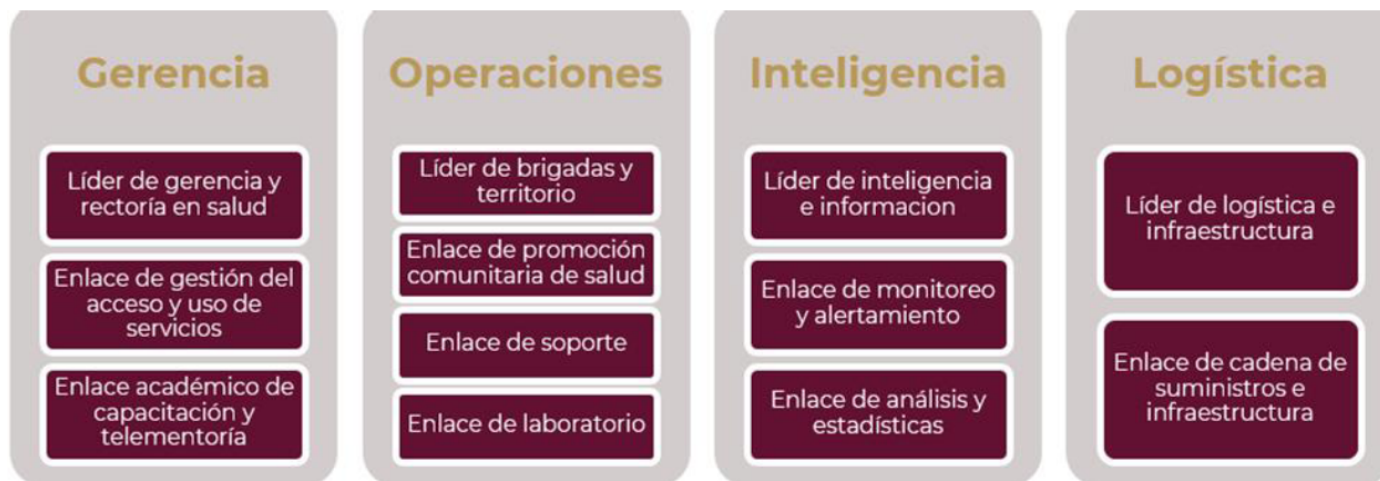 Gerencia
Líder de gerencia y
rectoría en salud
Enlace de gestión del
acceso y uso de
servicios
Enlace académico de
capacitación y
telementoría
Operaciones
Líder de brigadas y
territorio
Enlace de promoción
comunitaria de salud
Enlace de soporte
Enlace de laboratorio
Inteligencia
Líder de inteligencia
e informacion
Enlace de monitoreo
y alertamiento
Enlace de análisis y
estadísticas
Logística
Líder de logística e
infraestructura
Enlace de cadena de
suministros e
infraestructura